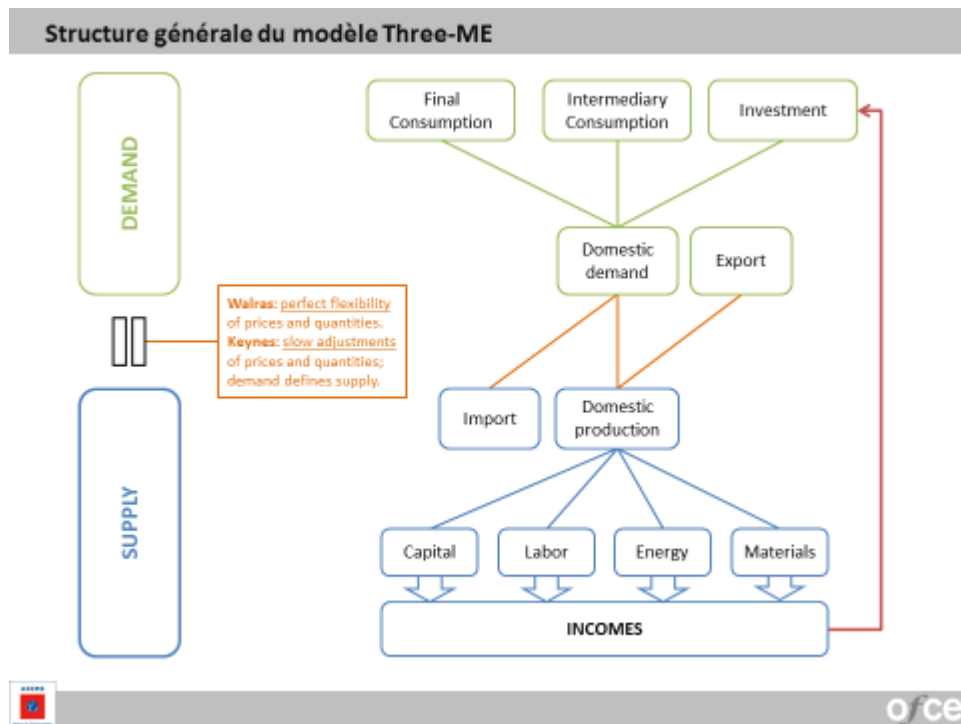 Structure générale du modèle Three-ME
DEMAND
Final
Consumption
Intermediary
Consumption
Investment
Domestic
demand
Export
Walras: perfect flexibility
of prices and quantities.
Keynes: slow adjustments
of prices and quantities;
demand defines supply.
SUPPLY
Import
Domestic
production
Capital
Labor
Energy
Materials
INCOMES
ofce